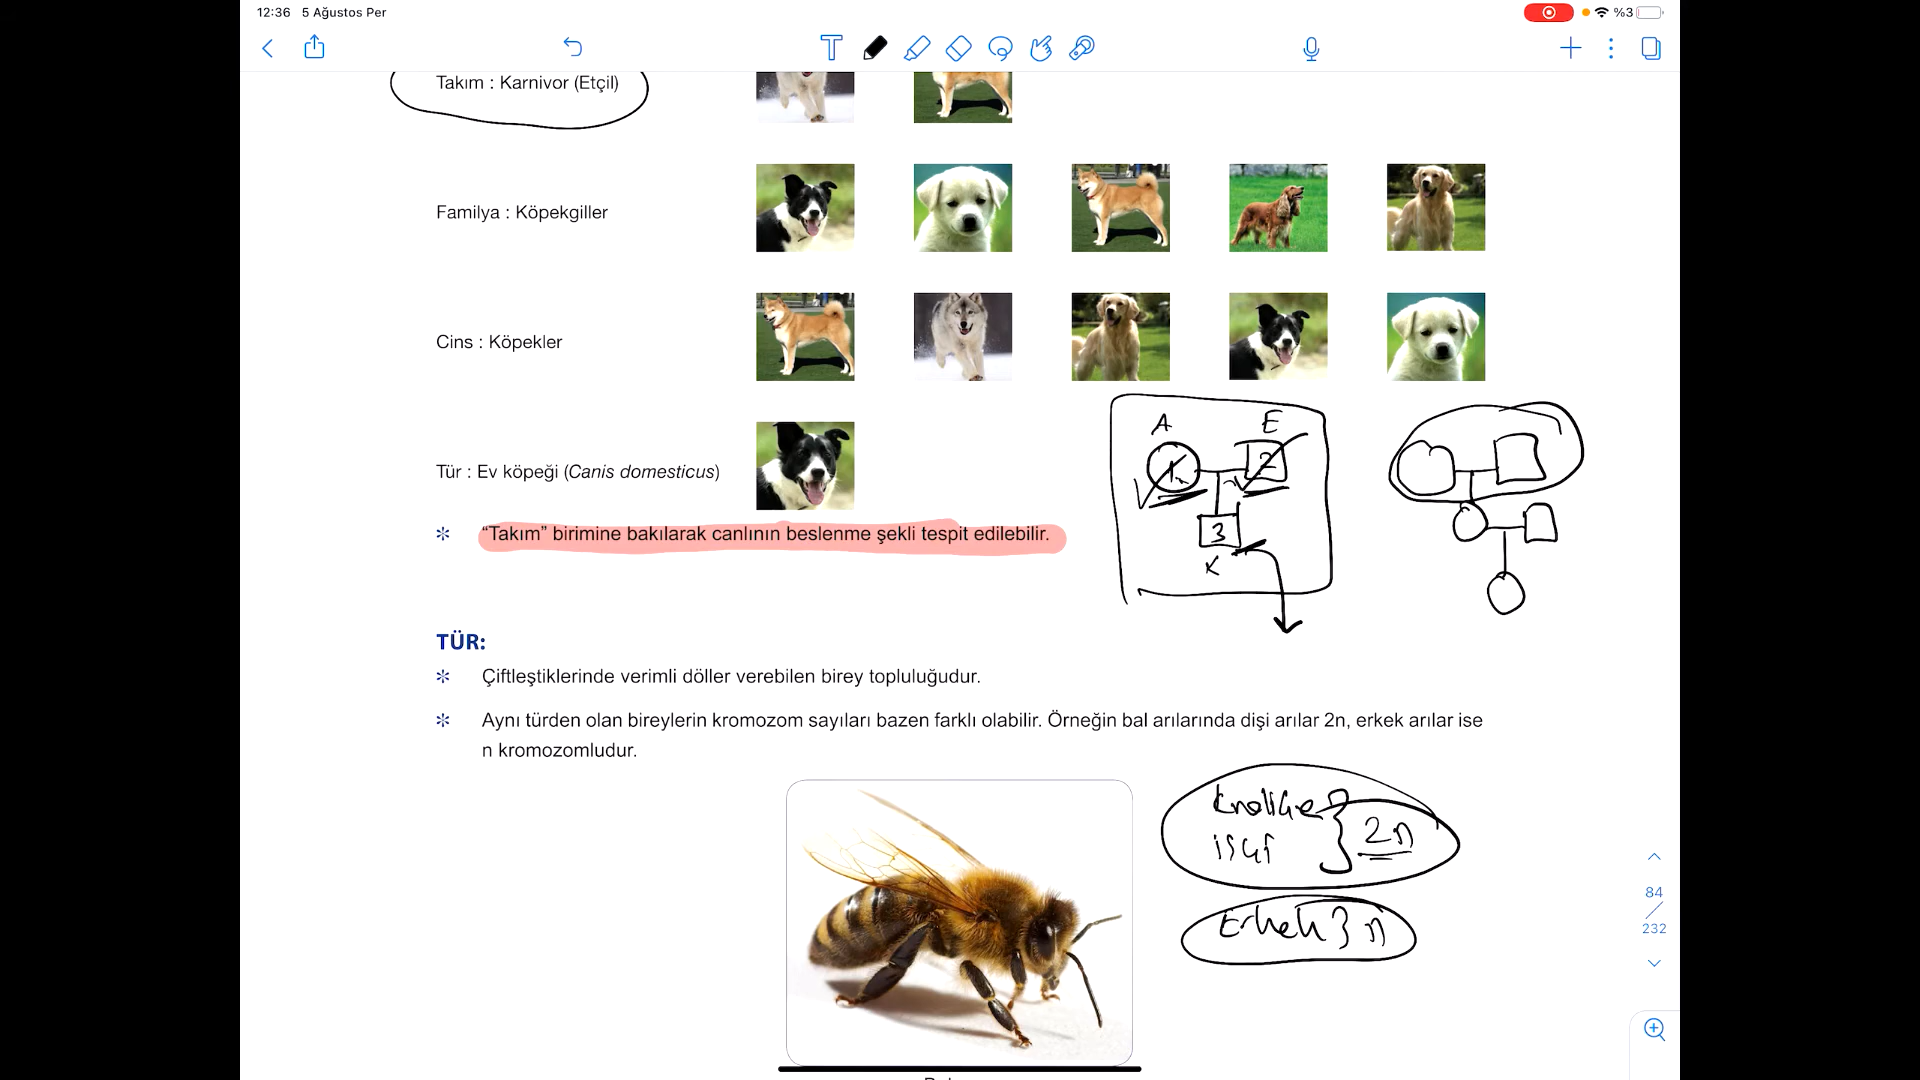 12:36 5 Ağustos Per
%3
Takım : Karnivor (Etçil)
Familya : Köpekgiller
Cins : Köpekler
A E
1 2
3
K
Tür : Ev köpeği (Canis domesticus)
* “Takım” birimine bakılarak canlının beslenme şekli tespit edilebilir.
TÜR:
* Çiftleştiklerinde verimli döller verebilen birey topluluğudur.
* Aynı türden olan bireylerin kromozom sayıları bazen farklı olabilir. Örneğin bal arılarında dişi arılar 2n, erkek arılar ise
n kromozomludur.
kraliçe
işçi } 2n
Erkek } n
84
232